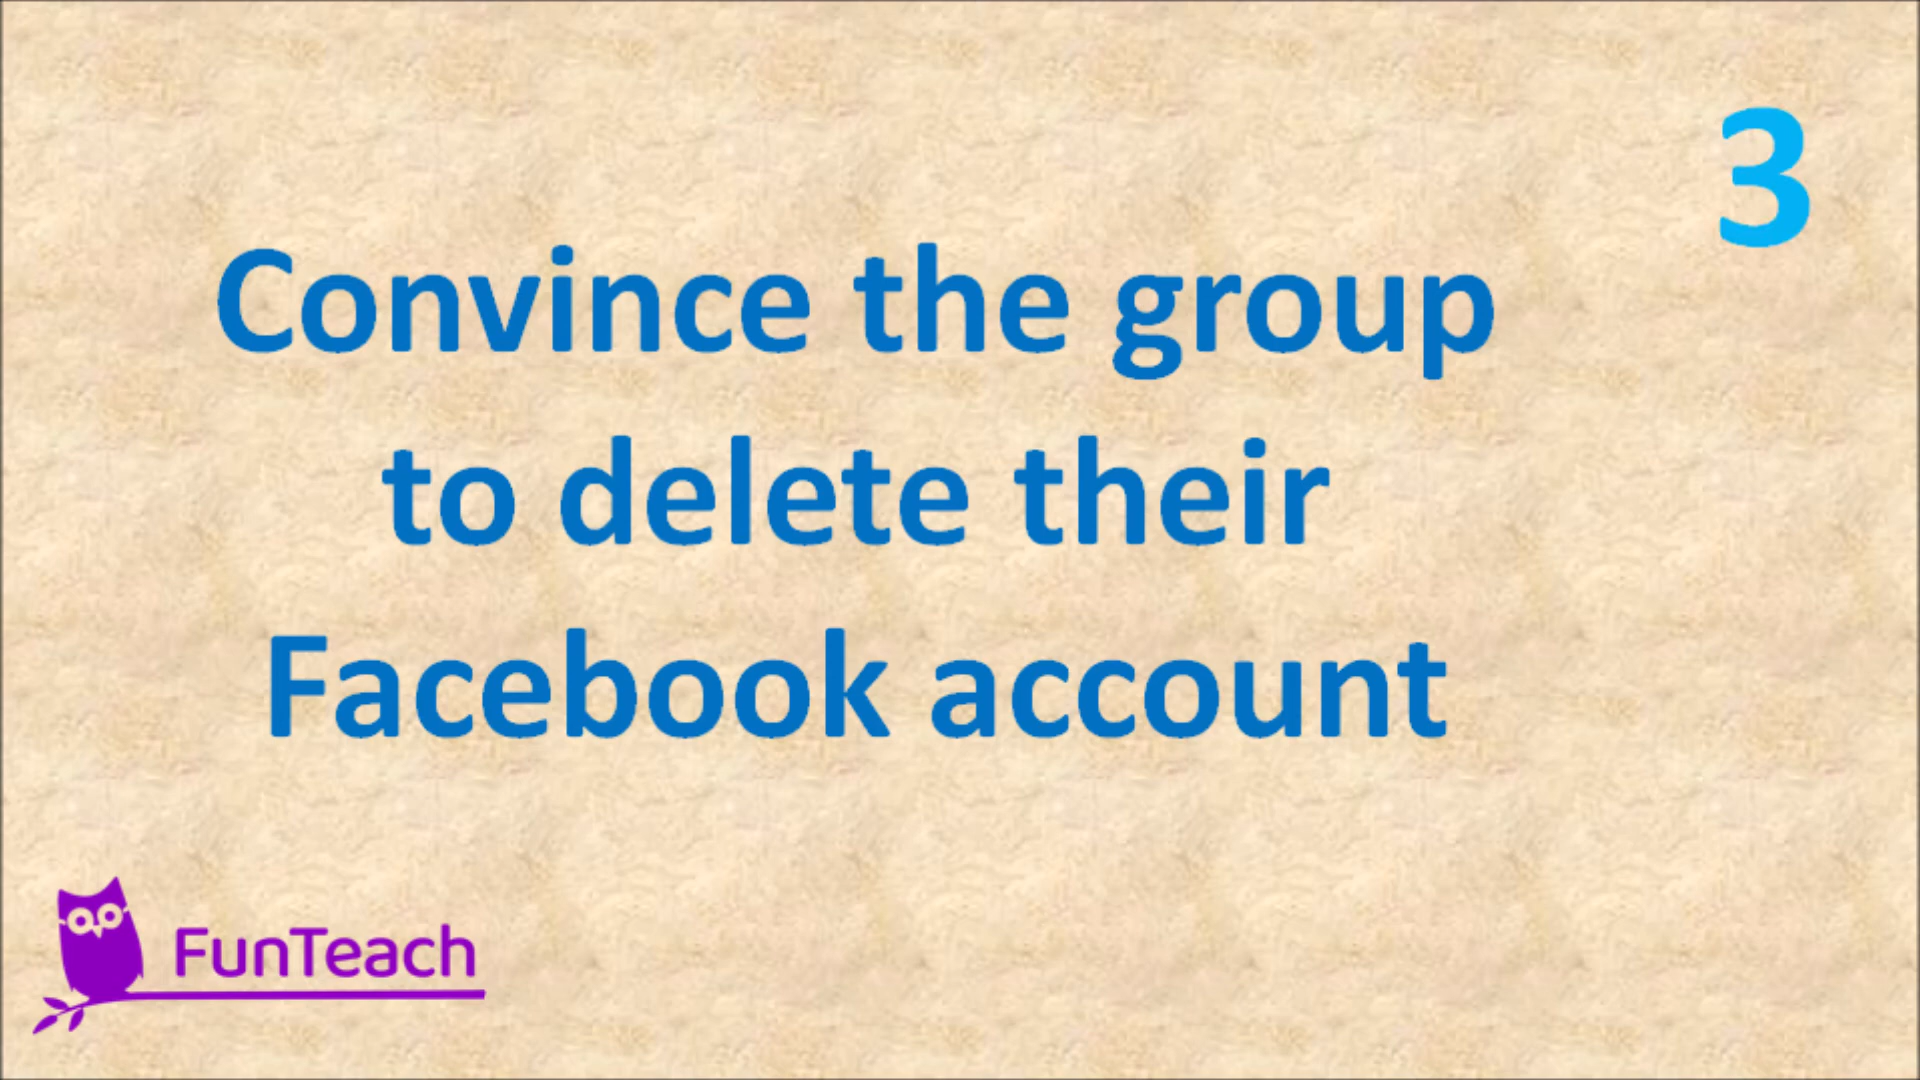 3
Convince the group
to delete their
Facebook account
FunTeach